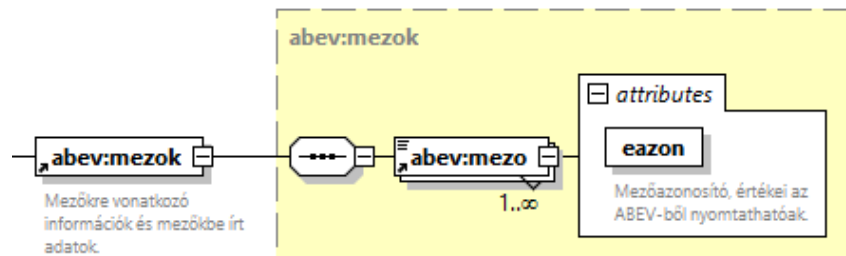 abev:mezok
attributes
abev:mezok
abev:mezo
eazon
1..∞
Mezőkre vonatkozó
információk és mezőkbe írt
adatok.
Mezőazonosító, értékei az
ABEV-ből nyomtathatóak.